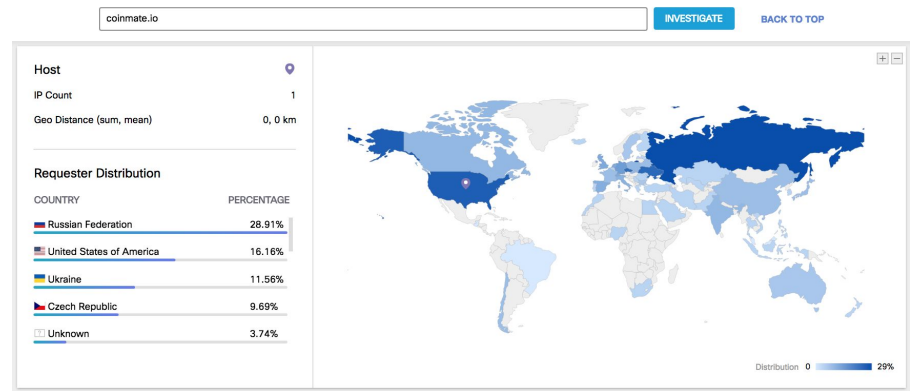 coinmate.io INVESTIGATE BACK TO TOP
Host
IP Count 1
Geo Distance (sum, mean) 0, 0 km
Requester Distribution
COUNTRY PERCENTAGE
Russian Federation 28.91%
United States of America 16.16%
Ukraine 11.56%
Czech Republic 9.69%
? Unknown 3.74%
+ −
Distribution 0 29%